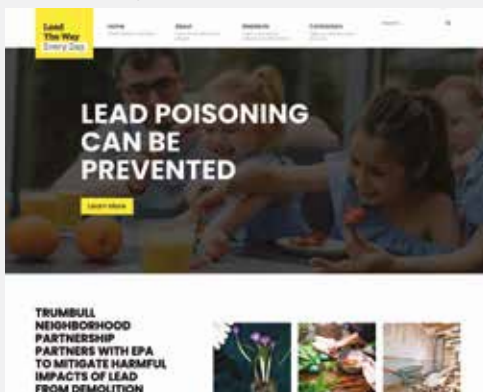 Lead
The Way
Every Day
Home
About
Residents
Contractors
LEAD POISONING
CAN BE
PREVENTED
Learn More
TRUMBULL
NEIGHBORHOOD
PARTNERSHIP
PARTNERS WITH EPA
TO MITIGATE HARMFUL
IMPACTS OF LEAD
FROM DEMOLITION